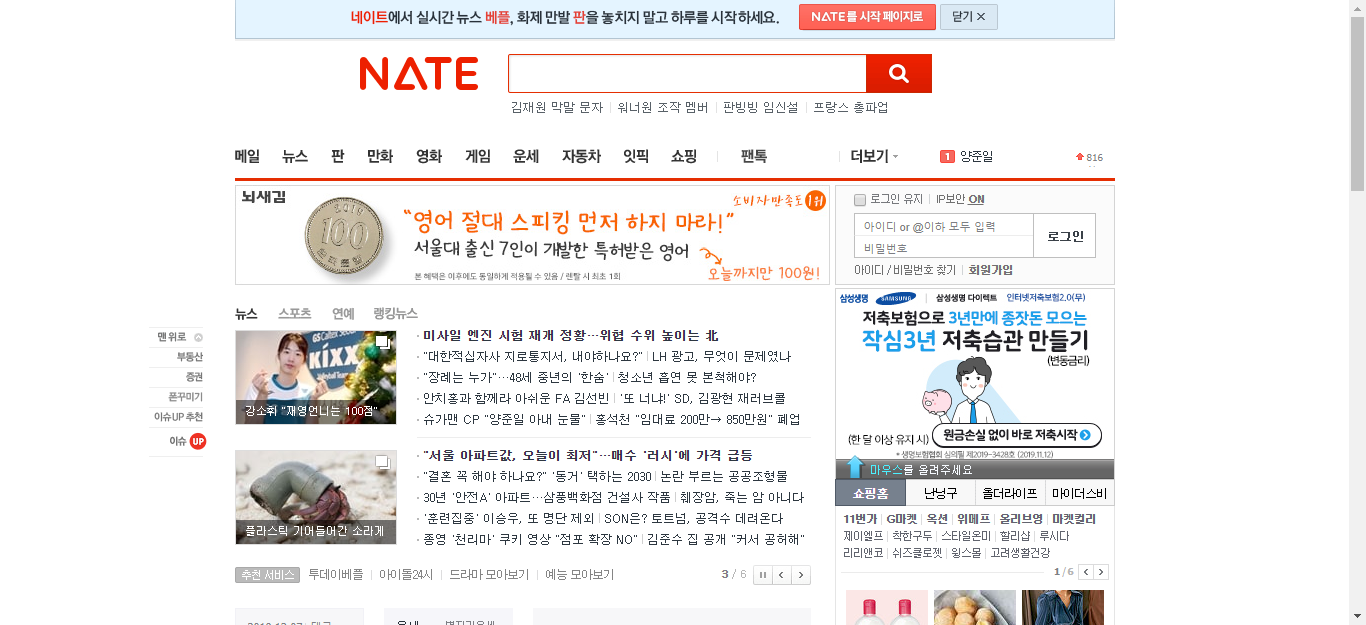 네이트에서 실시간 뉴스 베플, 화제 만발 판을 놓치지 말고 하루를 시작하세요.
NATE를 시작 페이지로
닫기 ×
NATE
김재원 막말 문자 | 워너원 조작 멤버 | 판빙빙 임신설 | 프랑스 총파업
메일 뉴스 판 만화 영화 게임 운세 자동차 잇픽 쇼핑 | 팬톡 | 더보기
1 양준일 816
뇌새김
100
소비자만족도 1위
"영어 절대 스피킹 먼저 하지 마라!"
서울대 출신 7인이 개발한 특허받은 영어
본 혜택은 이후에도 동일하게 적용될 수 있음 / 렌탈 시 최초 1회
오늘까지만 100원!
로그인 유지 | IP보안 ON
아이디 or @이하 모두 입력
비밀번호
로그인
아이디 / 비밀번호 찾기 | 회원가입
맨위로
부동산
증권
폰꾸미기
이슈UP 추천
이슈 UP
뉴스 스포츠 연예 랭킹뉴스
GS칼텍스
KIXX
강소휘 "재영언니는 100점"
· 미사일 엔진 시험 재개 정황…위협 수위 높이는 北
· "대한적십자사 지로통지서, 내야하나요?" | LH 광고, 무엇이 문제였나
· "장례는 누가"…48세 중년의 '한숨' | 청소년 흡연 못 본척해야?
· 안치홍과 함께라 아쉬운 FA 김선빈 | '또 너냐!' SD, 김광현 재러브콜
· 슈가맨 CP "양준일 아내 눈물" | 홍석천 "임대료 200만→ 850만원" 폐업
플라스틱 기어들어간 소라게
· "서울 아파트값, 오늘이 최저"…매수 '러시'에 가격 급등
· "결혼 꼭 해야 하나요?" '동거' 택하는 2030 | 논란 부르는 공공조형물
· 30년 '안전A' 아파트…삼풍백화점 건설사 작품 | 췌장암, 죽는 암 아니다
· '훈련집중' 이승우, 또 명단 제외 | SON은? 토트넘, 공격수 데려온다
· 종영 '천리마' 쿠키 영상 "점포 확장 NO" | 김준수 집 공개 "커서 공허해"
추천 서비스 투데이베플 | 아이돌24시 | 드라마 모아보기 | 예능 모아보기
3 / 6
삼성생명 SAMSUNG | 삼성생명 다이렉트 인터넷저축보험2.0(무)
저축보험으로 3년만에 종잣돈 모으는
작심3년 저축습관 만들기
(변동금리)
(한 달 이상 유지 시)
원금손실 없이 바로 저축시작
*생명보험협회 심의필 제2019-3428호 (2019.11.12)
마우스를 올려주세요
쇼핑홈 난닝구 올더라이프 마이더스비
11번가 | G마켓 | 옥션 | 위메프 | 올리브영 | 마켓컬리
제이엘프 | 착한구두 | 스타일온미 | 할리샵 | 루시다
리리앤코 | 쉬즈클로젯 | 윙스몰 | 고려생활건강
1 / 6